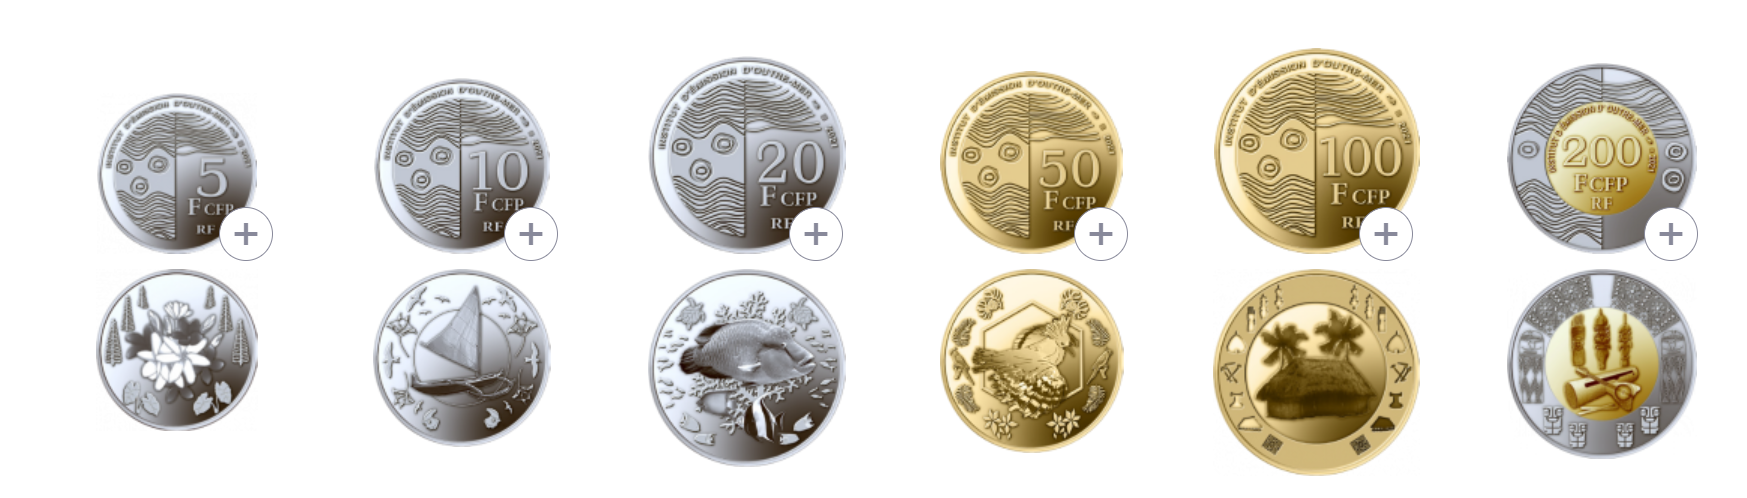 INSTITUT D'ÉMISSION D'OUTRE-MER 2021
5
F CFP
RF
INSTITUT D'ÉMISSION D'OUTRE-MER 2021
10
F CFP
RF
INSTITUT D'ÉMISSION D'OUTRE-MER 2021
20
F CFP
RF
INSTITUT D'ÉMISSION D'OUTRE-MER 2021
50
F CFP
RF
INSTITUT D'ÉMISSION D'OUTRE-MER 2021
100
F CFP
RF
INSTITUT D'ÉMISSION D'OUTRE-MER 2021
200
F CFP
RF